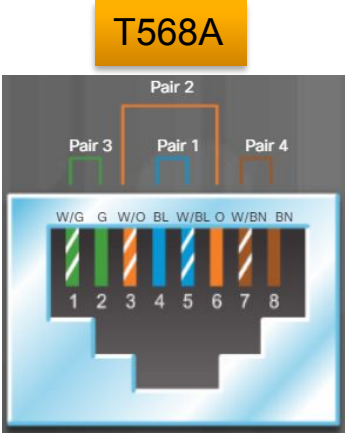 T568A
Pair 2
Pair 3 Pair 1 Pair 4
W/G G W/O BL W/BL O W/BN BN
1 2 3 4 5 6 7 8